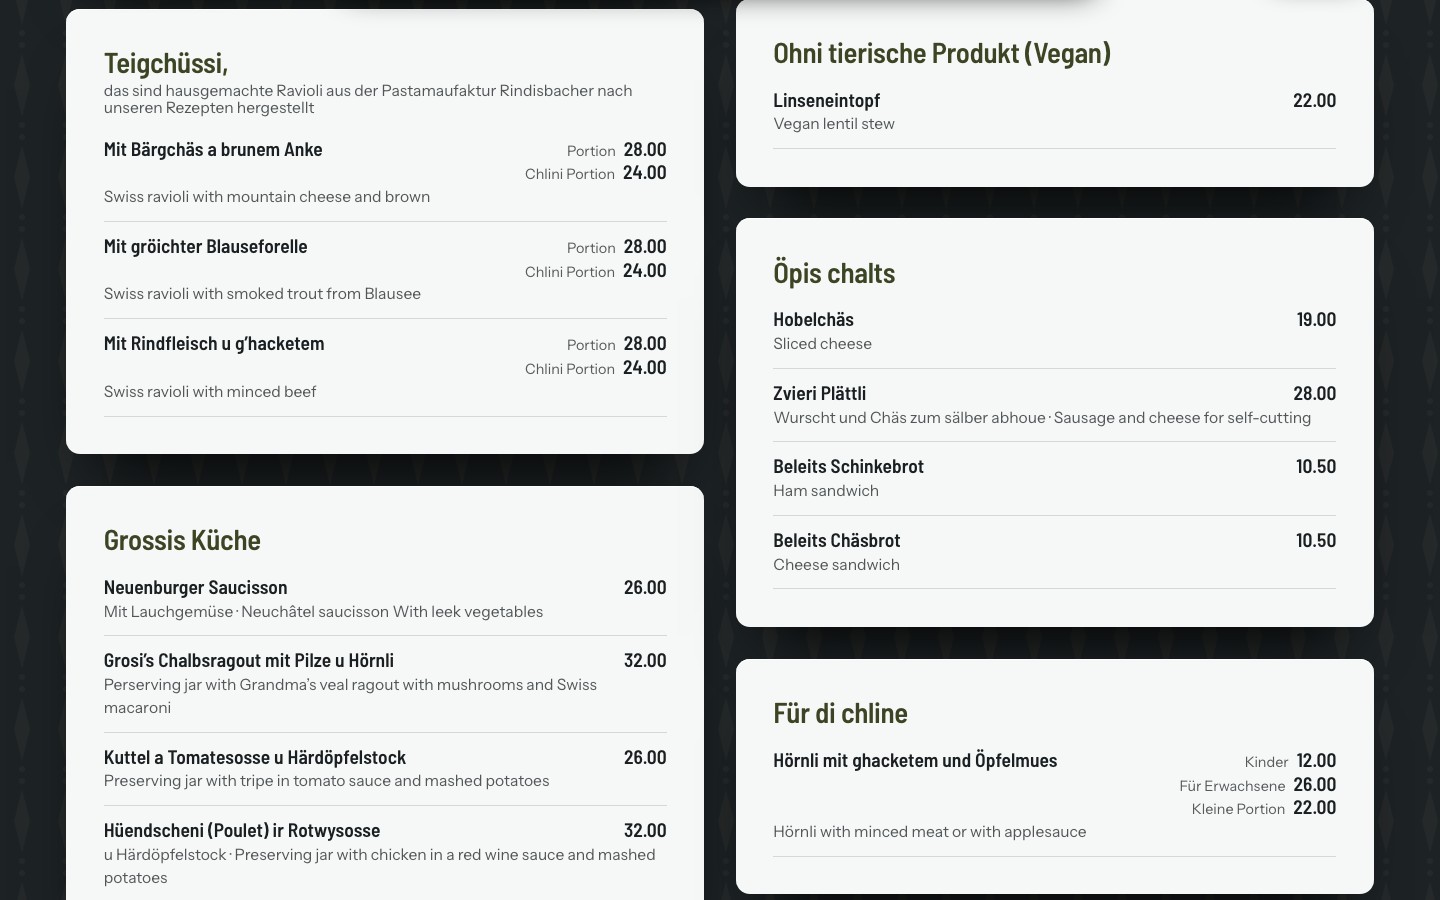 Teigchüssi,
das sind hausgemachte Ravioli aus der Pastamaufaktur Rindisbacher nach
unseren Rezepten hergestellt
Mit Bärgchäs a brunem Anke
Portion 28.00
Chlini Portion 24.00
Swiss ravioli with mountain cheese and brown
Mit gröichter Blauseforelle
Portion 28.00
Chlini Portion 24.00
Swiss ravioli with smoked trout from Blausee
Mit Rindfleisch u g’hacketem
Portion 28.00
Chlini Portion 24.00
Swiss ravioli with minced beef
Grossis Küche
Neuenburger Saucisson 26.00
Mit Lauchgemüse · Neuchâtel saucisson With leek vegetables
Grosi’s Chalbsragout mit Pilze u Hörnli 32.00
Perserving jar with Grandma’s veal ragout with mushrooms and Swiss
macaroni
Kuttel a Tomatesosse u Härdöpfelstock 26.00
Preserving jar with tripe in tomato sauce and mashed potatoes
Hüendscheni (Poulet) ir Rotwysosse 32.00
u Härdöpfelstock · Preserving jar with chicken in a red wine sauce and mashed
potatoes
Ohni tierische Produkt (Vegan)
Linseneintopf 22.00
Vegan lentil stew
Öpis chalts
Hobelchäs 19.00
Sliced cheese
Zvieri Plättli 28.00
Wurscht und Chäs zum sälber abhoue · Sausage and cheese for self-cutting
Beleits Schinkebrot 10.50
Ham sandwich
Beleits Chäsbrot 10.50
Cheese sandwich
Für di chline
Hörnli mit ghacketem und Öpfelmues
Kinder 12.00
Für Erwachsene 26.00
Kleine Portion 22.00
Hörnli with minced meat or with applesauce